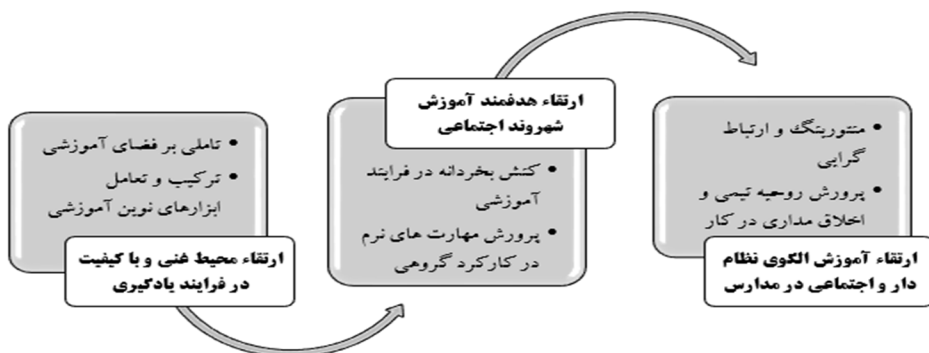 ارتقاء هدفمند آموزش
شهروند اجتماعی
• منتورینگ و ارتباط
گرایی
• پرورش روحیه تیمی و
اخلاق مداری در کار
ارتقاء آموزش الگوی نظام
دار و اجتماعی در مدارس
• کنش بخردانه در فرایند
آموزشی
• پرورش مهارت های نرم
در کارکرد گروهی
• تاملی بر فضای آموزشی
• ترکیب و تعامل
ابزارهای نوین آموزشی
ارتقاء محیط غنی و با کیفیت
در فرایند یادگیری